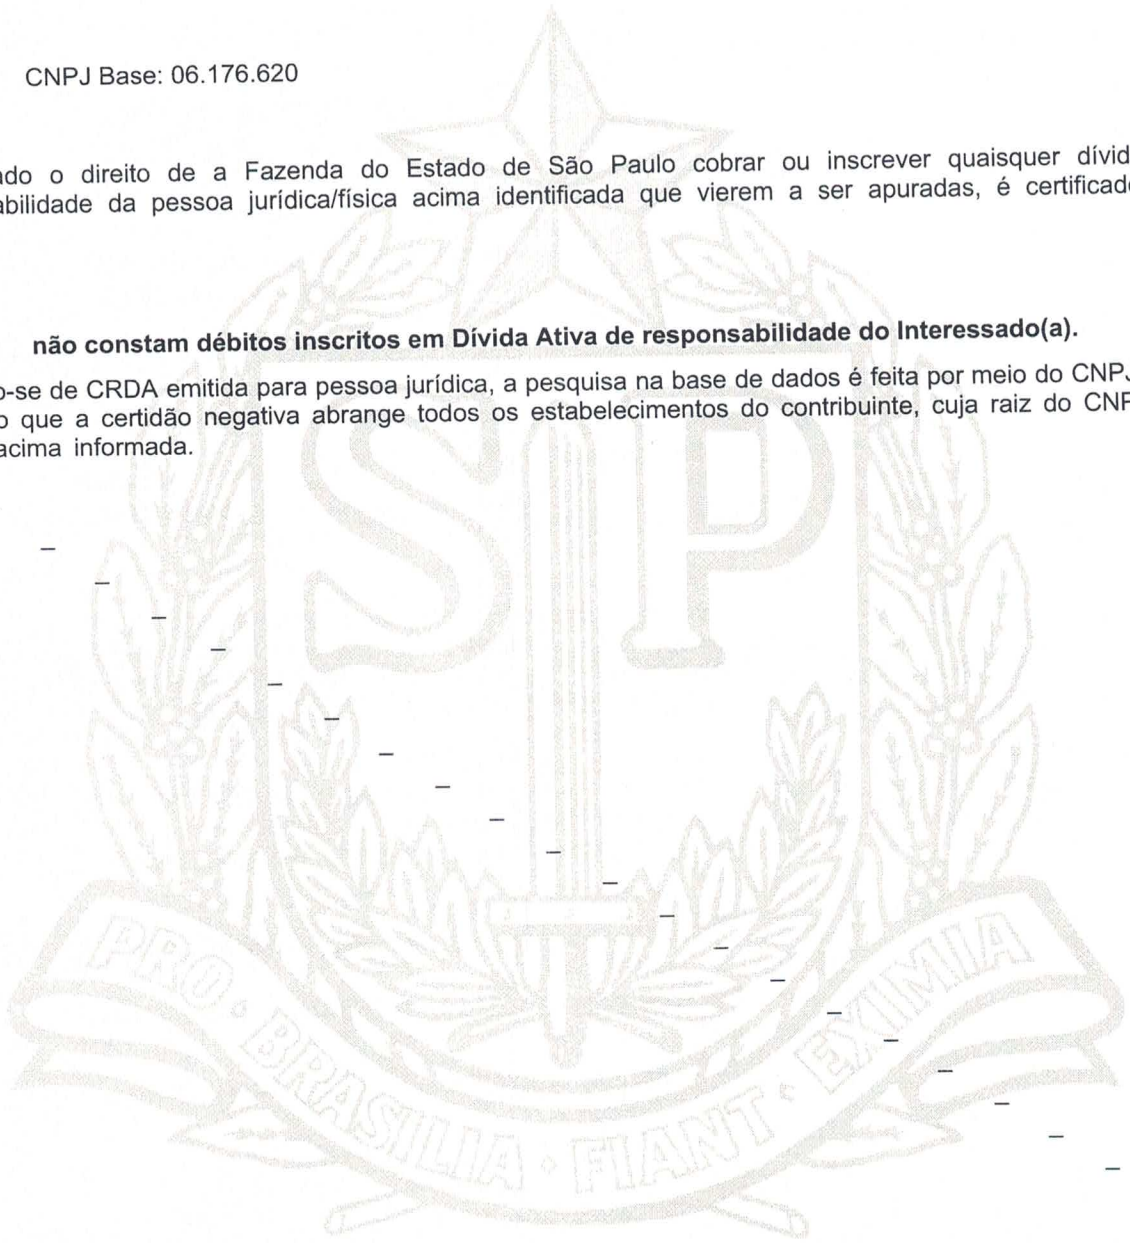 CNPJ Base: 06.176.620
ado o direito de a Fazenda do Estado de São Paulo cobrar ou inscrever quaisquer dívid
abilidade da pessoa jurídica/física acima identificada que vierem a ser apuradas, é certificad
não constam débitos inscritos em Dívida Ativa de responsabilidade do Interessado(a).
o-se de CRDA emitida para pessoa jurídica, a pesquisa na base de dados é feita por meio do CNPJ
o que a certidão negativa abrange todos os estabelecimentos do contribuinte, cuja raiz do CNP
acima informada.
SP
PRO BRASILIA FIANT EXIMIA